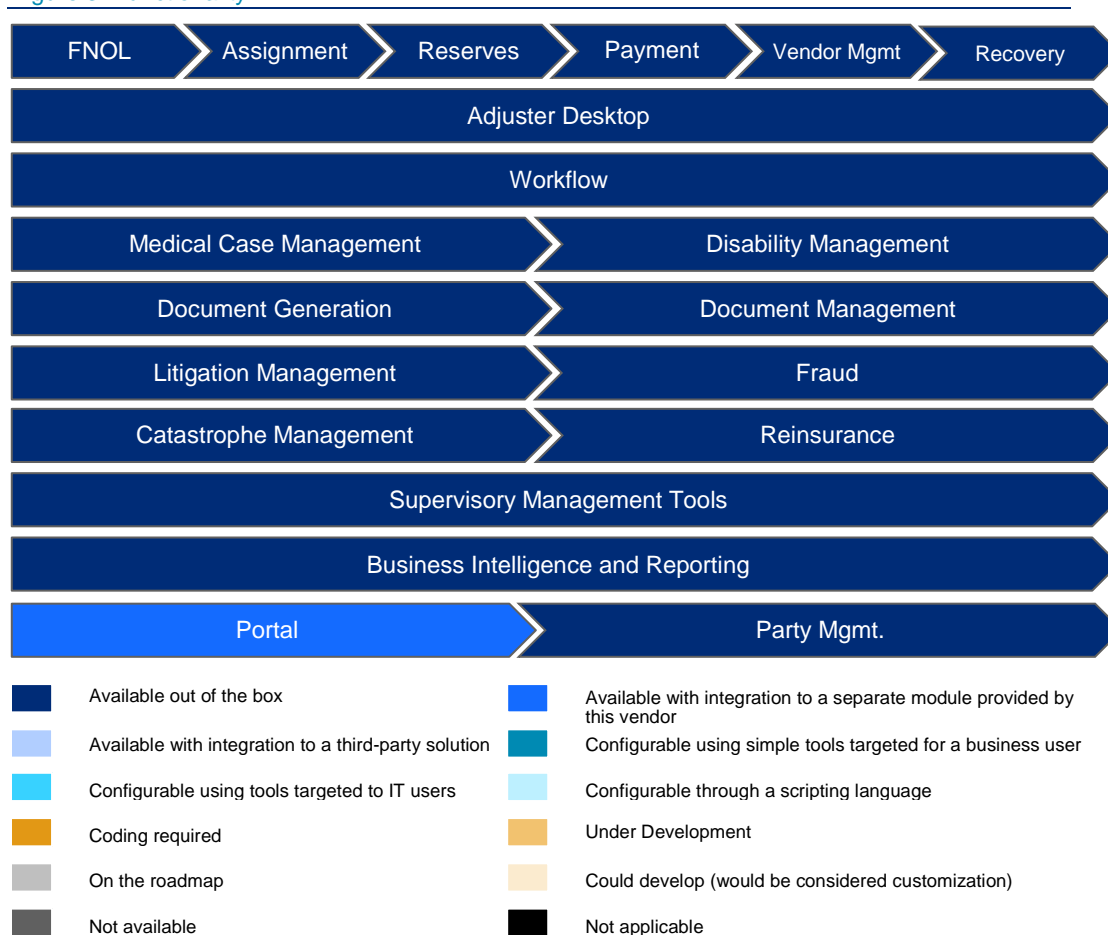 FNOL Assignment Reserves Payment Vendor Mgmt Recovery
Adjuster Desktop
Workflow
Medical Case Management Disability Management
Document Generation Document Management
Litigation Management Fraud
Catastrophe Management Reinsurance
Supervisory Management Tools
Business Intelligence and Reporting
Portal Party Mgmt.
Available out of the box
Available with integration to a separate module provided by
this vendor
Available with integration to a third-party solution
Configurable using simple tools targeted for a business user
Configurable using tools targeted to IT users
Configurable through a scripting language
Coding required
Under Development
On the roadmap
Could develop (would be considered customization)
Not available
Not applicable